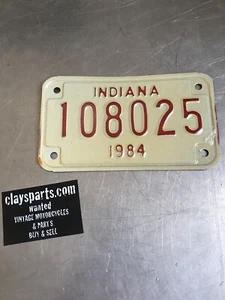 INDIANA
108025
1984
claysparts.com
wanted
VINTAGE MOTORCYCLES
& PARTS
BUY & SELL